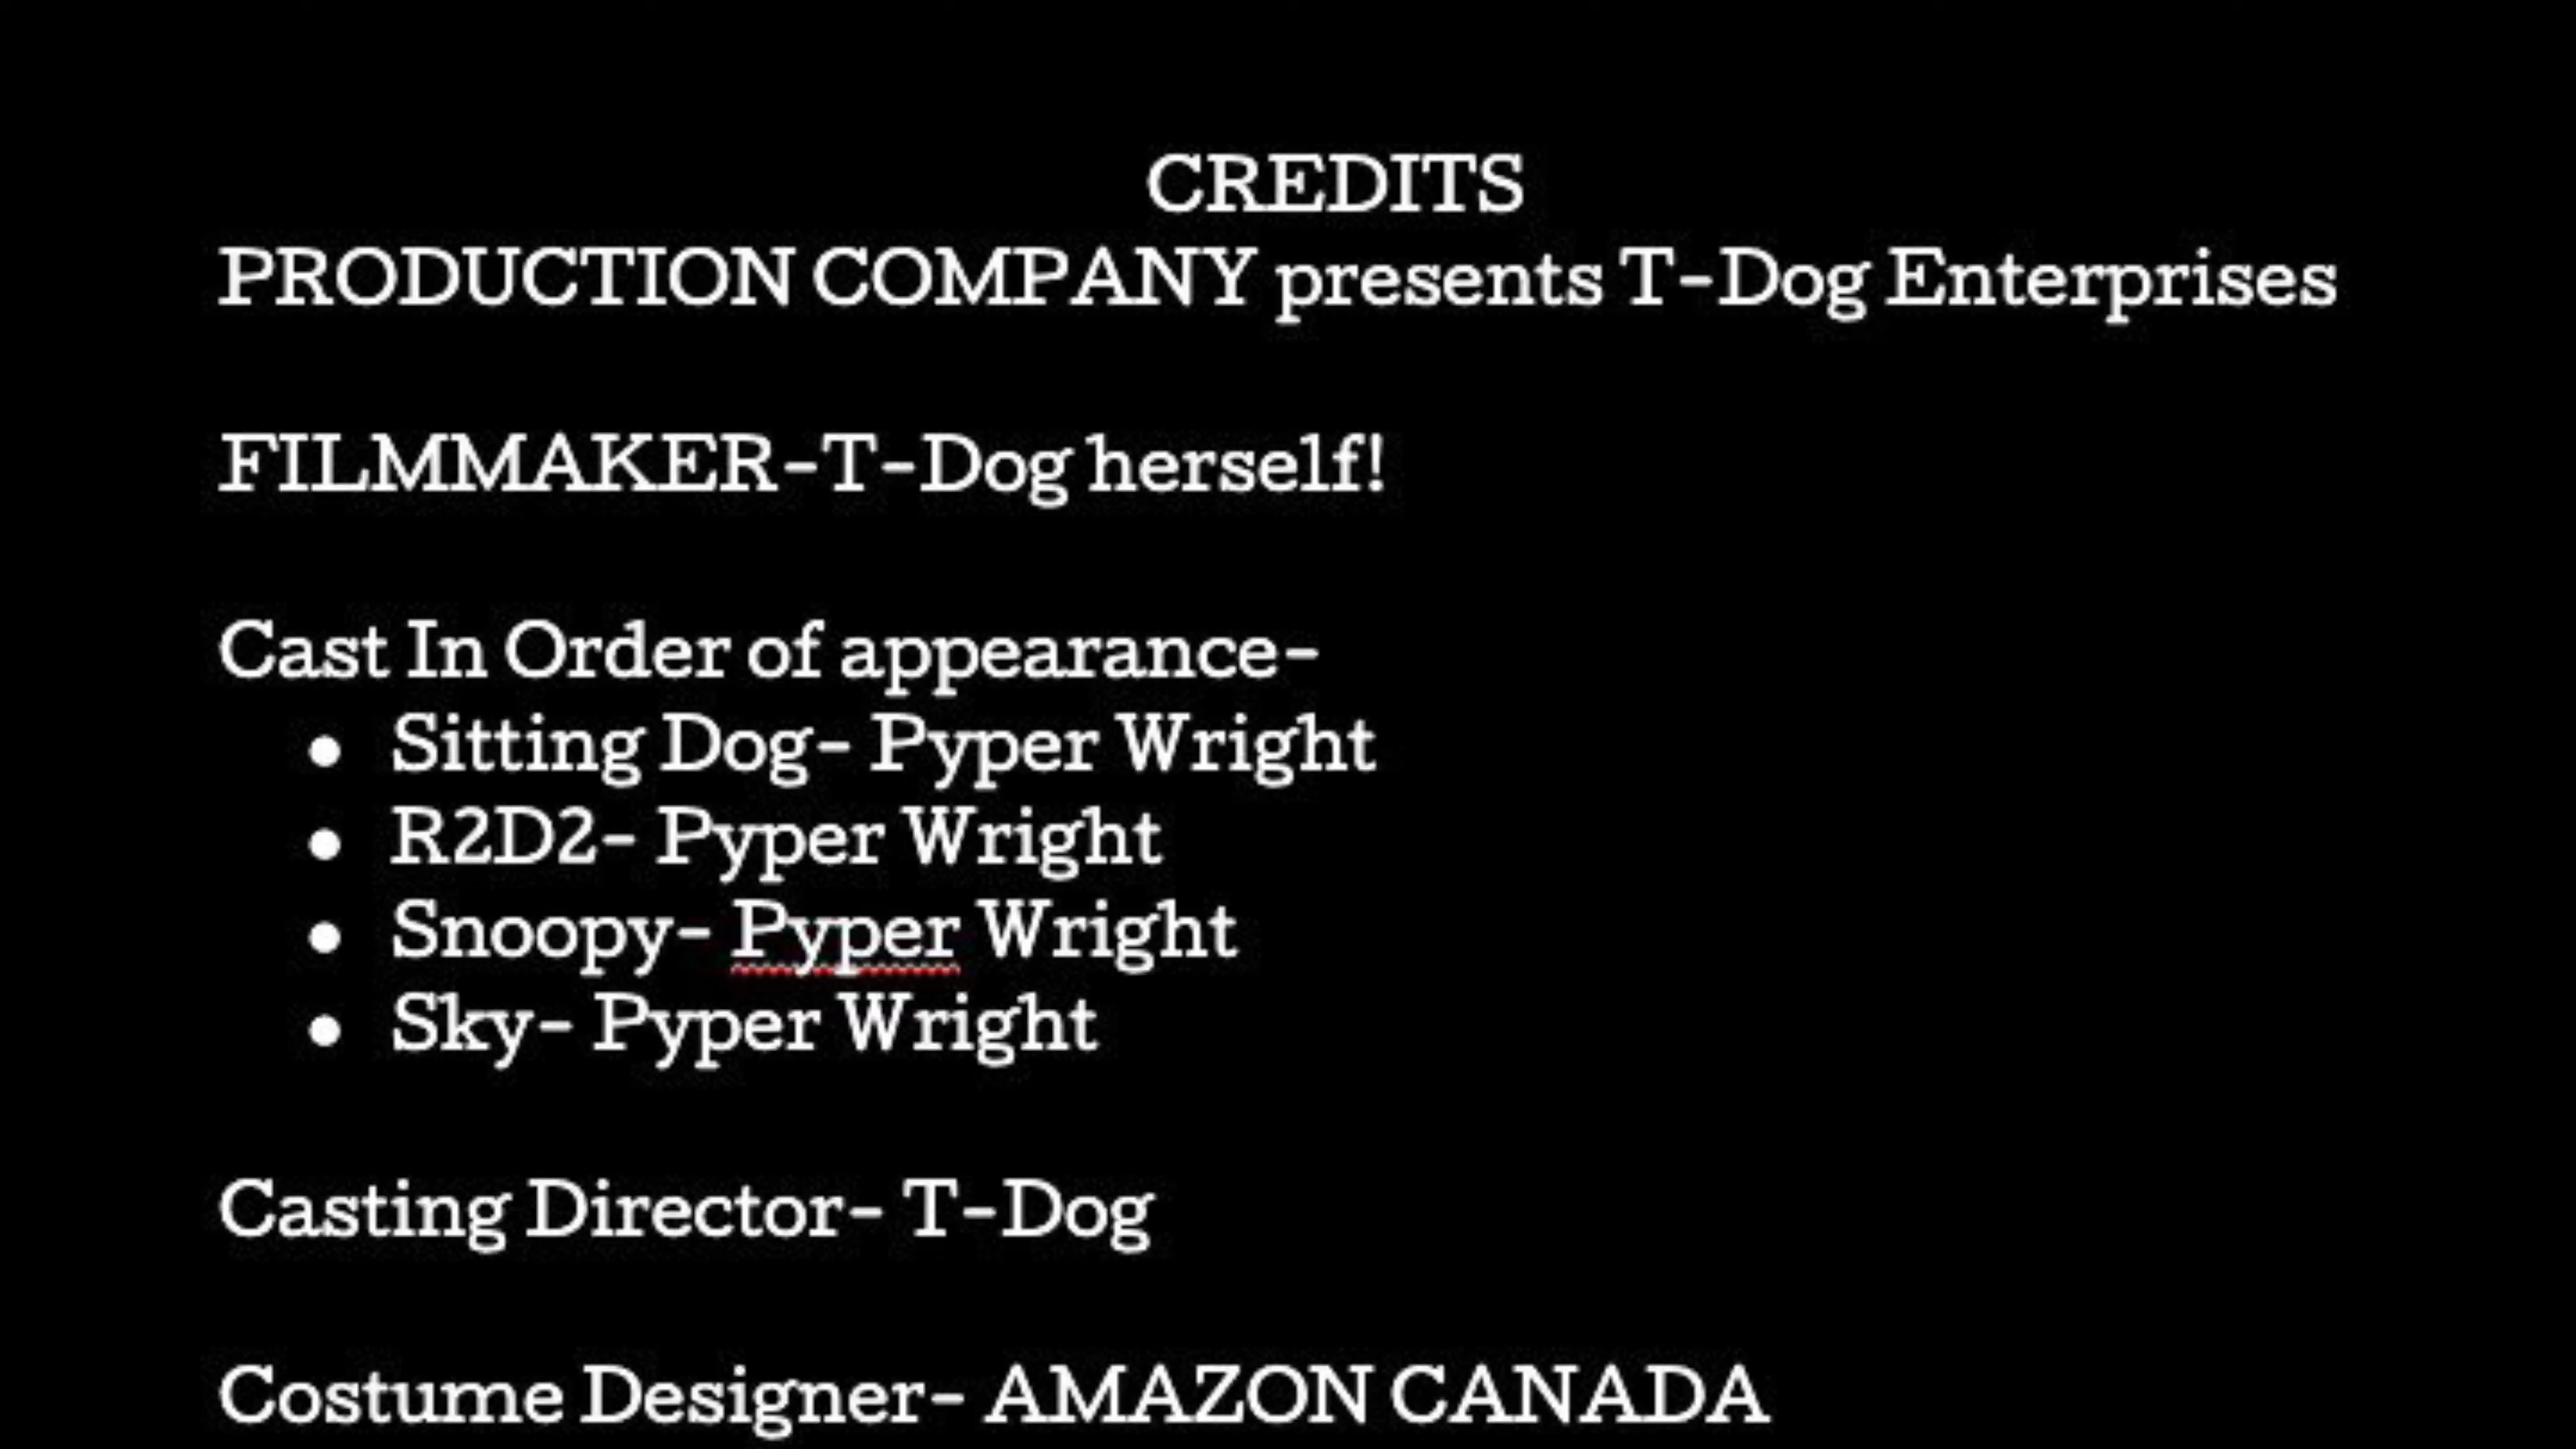 CREDITS
PRODUCTION COMPANY presents T-Dog Enterprises
FILMMAKER-T-Dog herself!
Cast In Order of appearance-
● Sitting Dog- Pyper Wright
● R2D2- Pyper Wright
● Snoopy- Pyper Wright
● Sky- Pyper Wright
Casting Director- T-Dog
Costume Designer- AMAZON CANADA